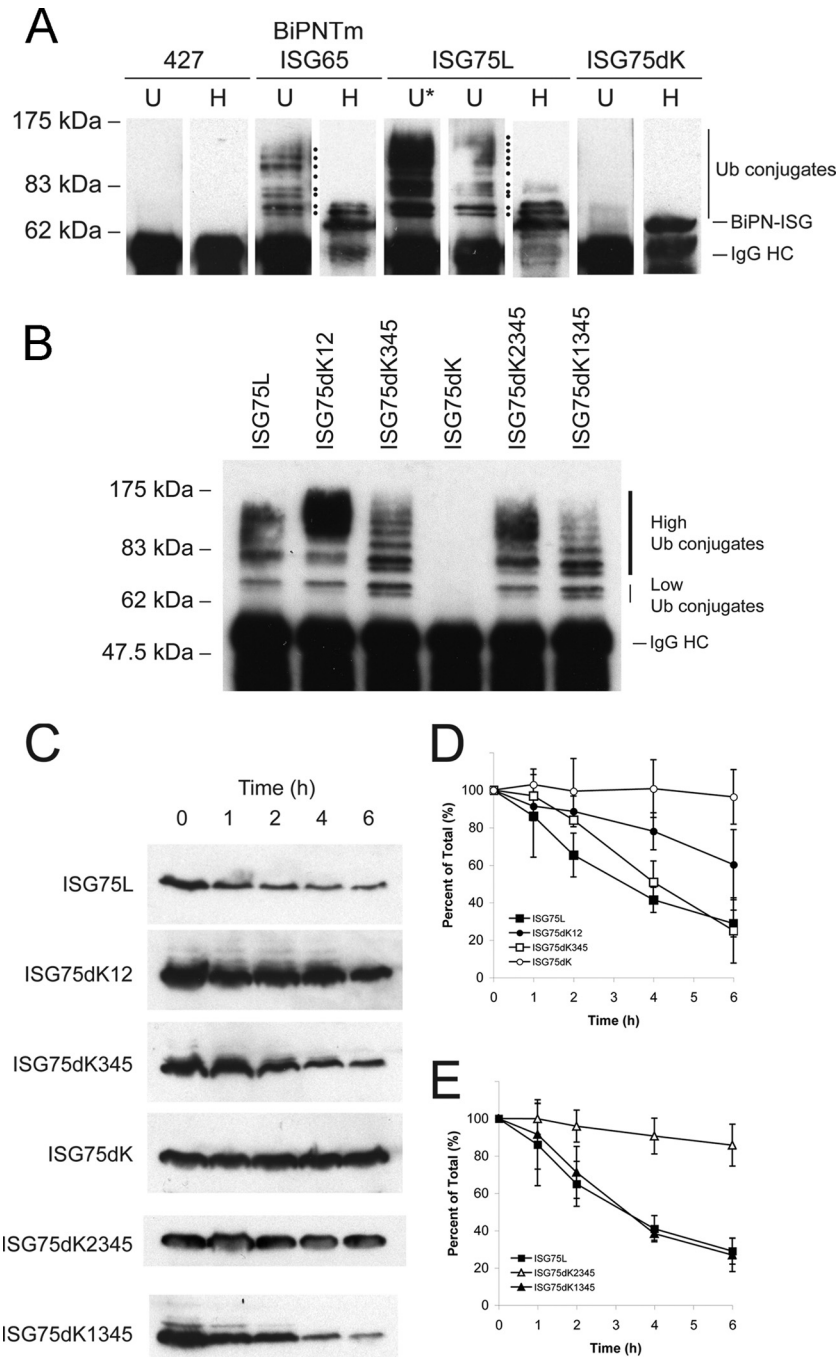 A
427
BiPNTm
ISG65
ISG75L
ISG75dK
U H U H U* U H U H
175 kDa –
83 kDa –
62 kDa –
Ub conjugates
BiPN-ISG
IgG HC
B
ISG75L
ISG75dK12
ISG75dK345
ISG75dK
ISG75dK2345
ISG75dK1345
175 kDa –
83 kDa –
62 kDa –
47.5 kDa –
High
Ub conjugates
Low
Ub conjugates
IgG HC
C
Time (h)
0 1 2 4 6
ISG75L
ISG75dK12
ISG75dK345
ISG75dK
ISG75dK2345
ISG75dK1345
D
Percent of Total (%)
100
80
60
40
20
0
ISG75L
ISG75dK12
ISG75dK345
ISG75dK
0 1 2 3 4 5 6
Time (h)
E
Percent of Total (%)
100
80
60
40
20
0
ISG75L
ISG75dK2345
ISG75dK1345
0 1 2 3 4 5 6
Time (h)